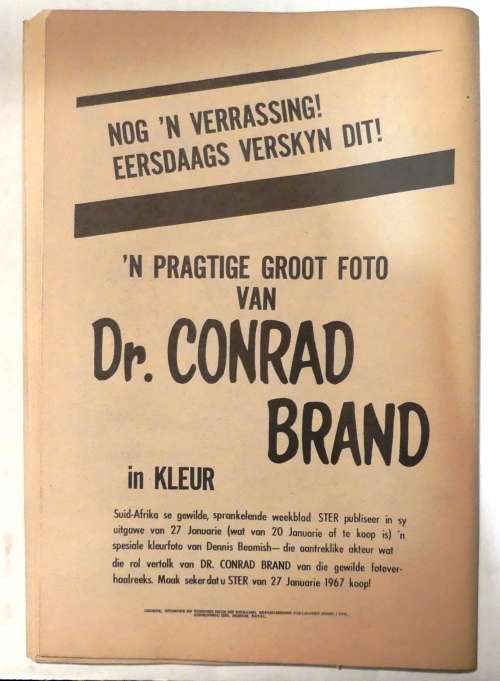 NOG 'N VERRASSING!
EERSDAAGS VERSKYN DIT!
'N PRAGTIGE GROOT FOTO
VAN
Dr. CONRAD
BRAND
in KLEUR
Suid-Afrika se gewilde, sprankelende weekblad STER publiseer in sy
uitgawe van 27 Januarie (wat van 20 Januarie af te koop is) 'n
spesiale kleurfoto van Dennis Beamish— die aantreklike akteur wat
die rol vertolk van DR. CONRAD BRAND van die gewilde fotover-
haalreeks. Maak seker dat u STER van 27 Januarie 1967 koop!